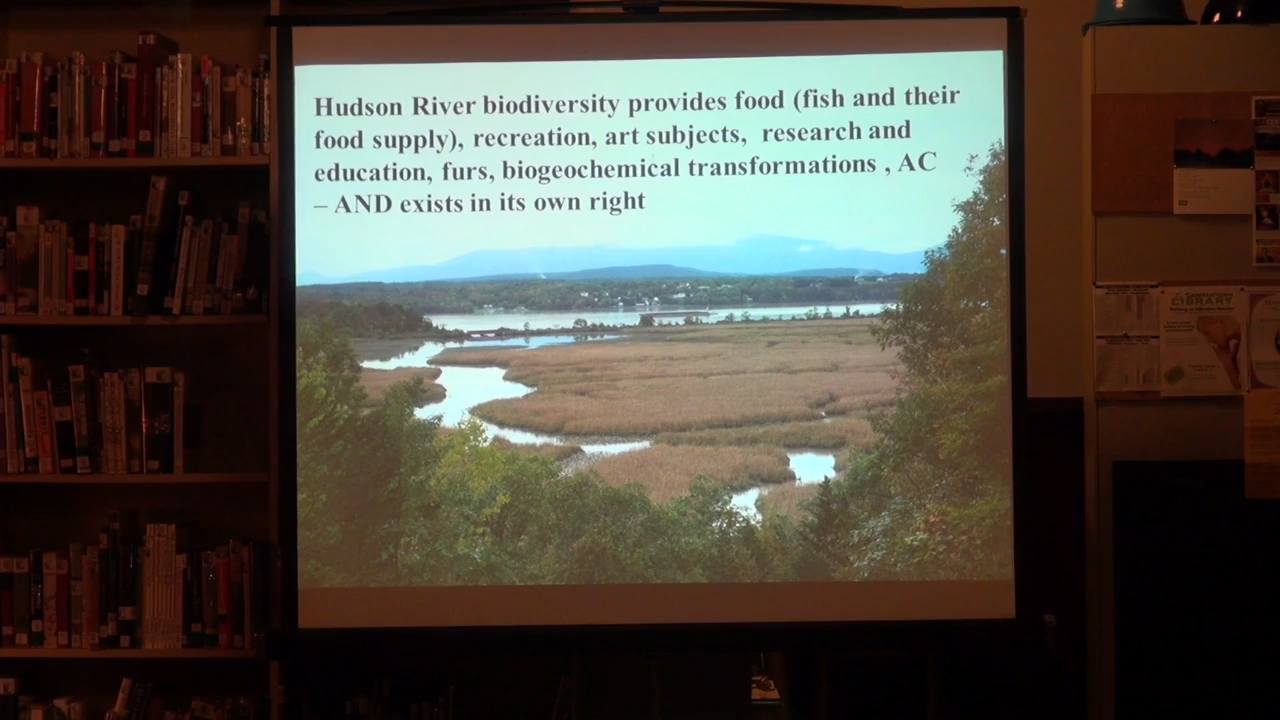 Hudson River biodiversity provides food (fish and their
food supply), recreation, art subjects,  research and
education, furs, biogeochemical transformations , AC
– AND exists in its own right
LIBRARY